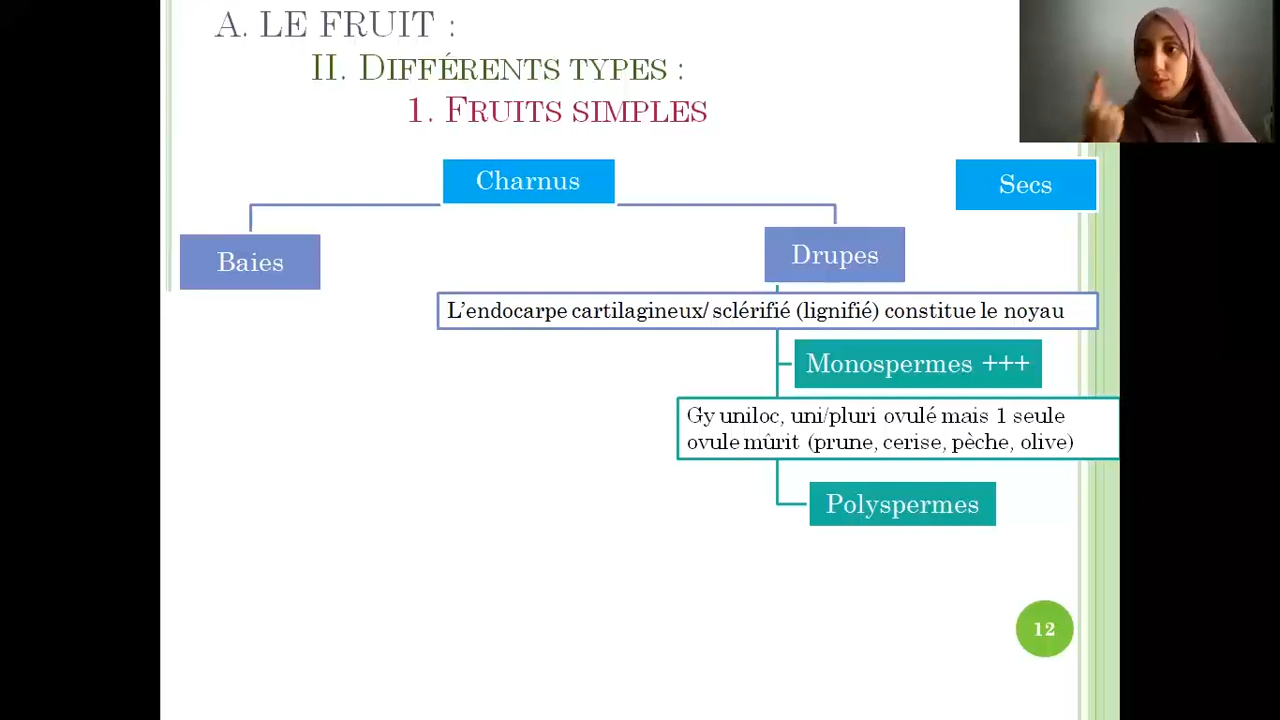 A. LE FRUIT :
II. DIFFÉRENTS TYPES :
1. FRUITS SIMPLES
Charnus
Secs
Baies
Drupes
L'endocarpe cartilagineux/ sclérifié (lignifié) constitue le noyau
Monospermes +++
Gy uniloc, uni/pluri ovulé mais 1 seule
ovule mûrit (prune, cerise, pèche, olive)
Polyspermes
12